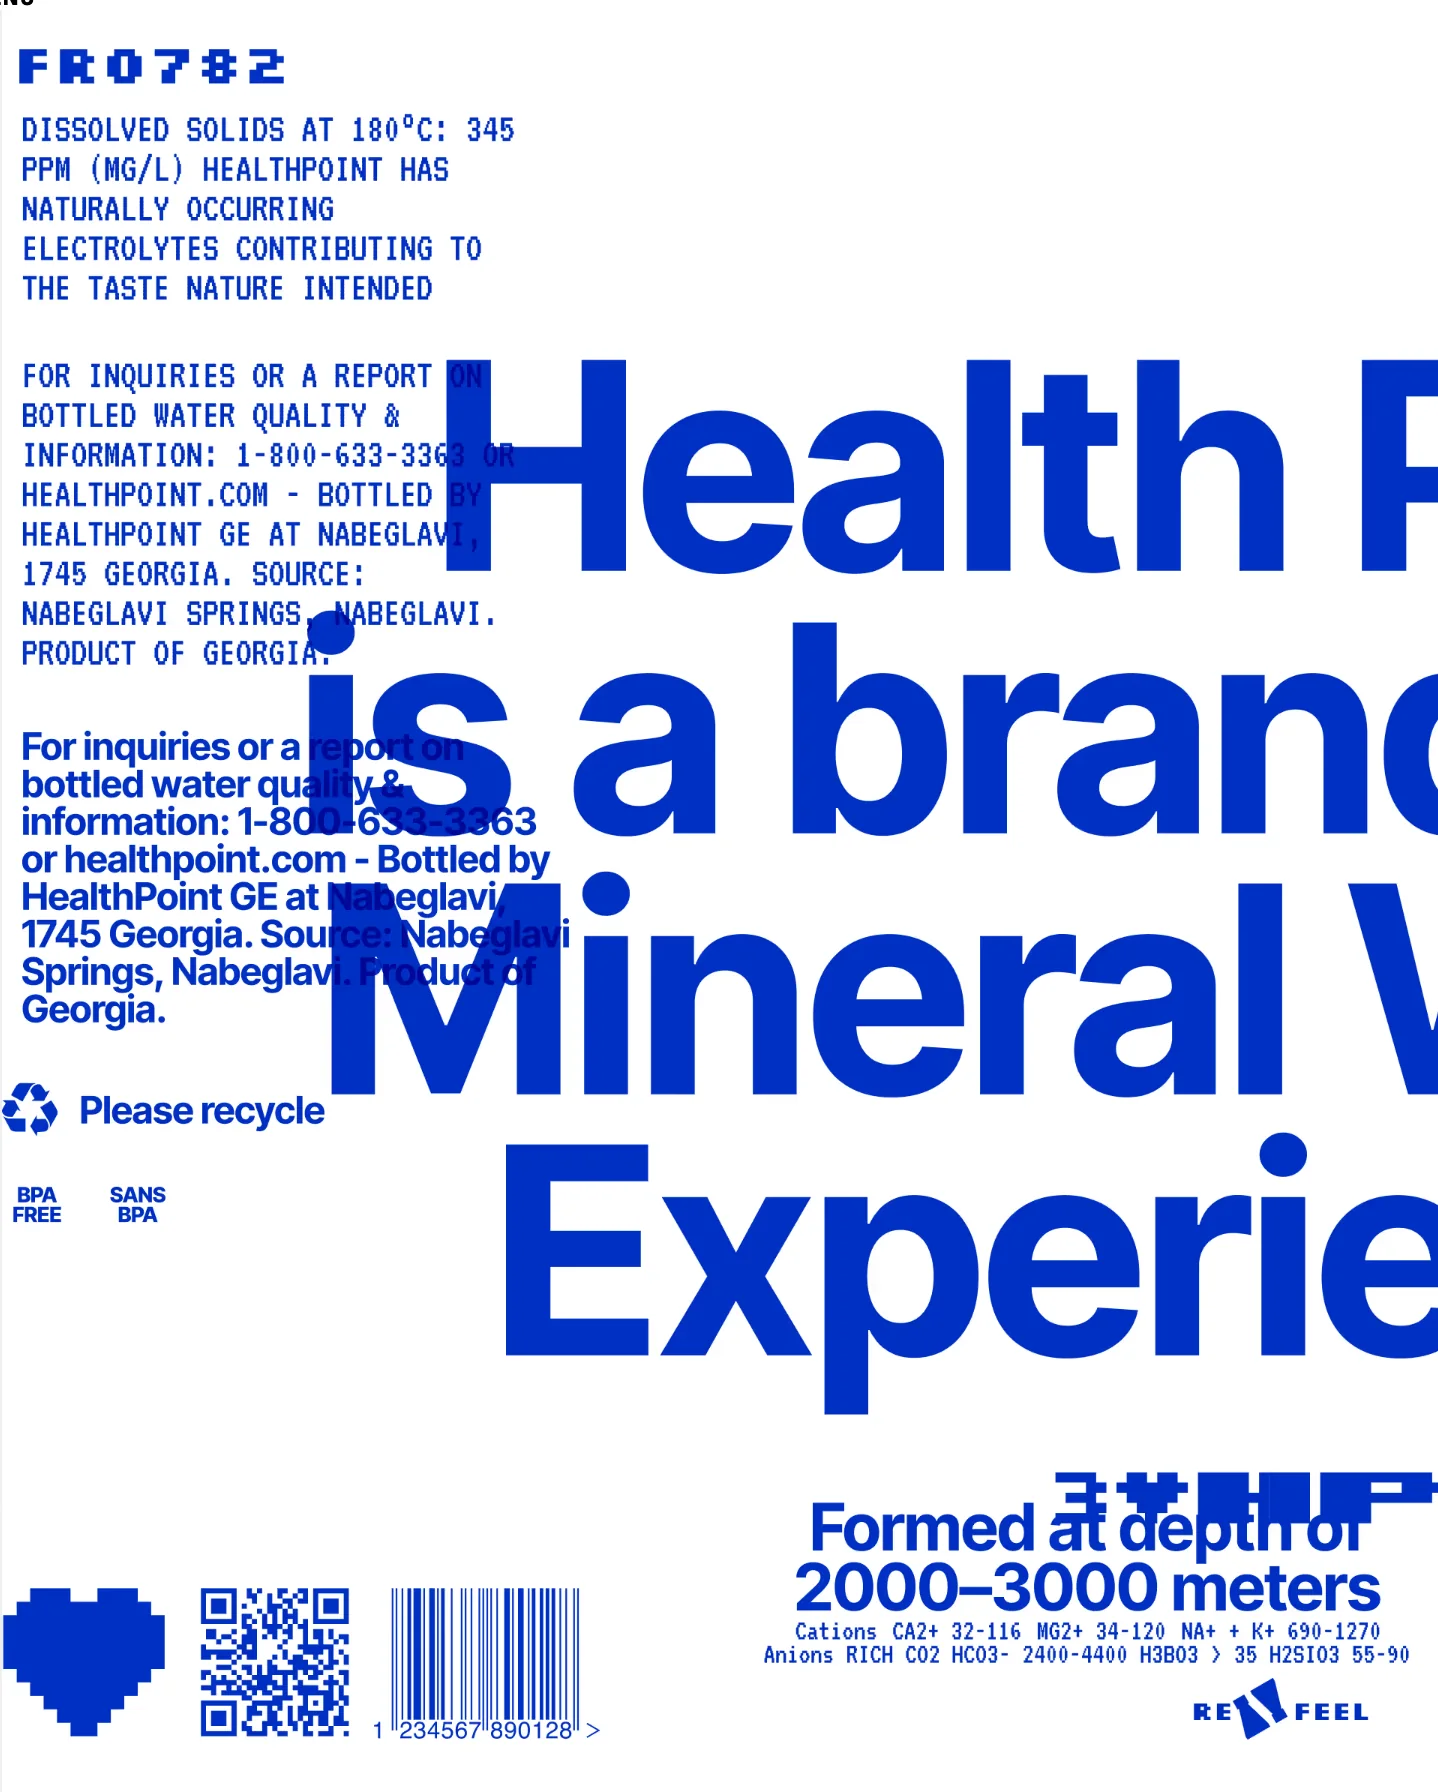 FR0782
DISSOLVED SOLIDS AT 180°C: 345
PPM (MG/L) HEALTHPOINT HAS
NATURALLY OCCURRING
ELECTROLYTES CONTRIBUTING TO
THE TASTE NATURE INTENDED
FOR INQUIRIES OR A REPORT ON
BOTTLED WATER QUALITY &
INFORMATION: 1-800-633-3363 OR
HEALTHPOINT.COM - BOTTLED BY
HEALTHPOINT GE AT NABEGLAVI,
1745 GEORGIA. SOURCE:
NABEGLAVI SPRINGS, NABEGLAVI.
PRODUCT OF GEORGIA.
For inquiries or a report on
bottled water quality &
information: 1-800-633-3363
or healthpoint.com - Bottled by
HealthPoint GE at Nabeglavi,
1745 Georgia. Source: Nabeglavi
Springs, Nabeglavi. Product of
Georgia.
Please recycle
BPA
FREE
SANS
BPA
Health
is a
Mineral
1 234567 890128 >
Formed at depth of
2000–3000 meters
Cations CA2+ 32-116 MG2+ 34-120 NA+ + K+ 690-1270
Anions RICH CO2 HCO3- 2400-4400 H3BO3 > 35 H2SIO3 55-90
RE FEEL